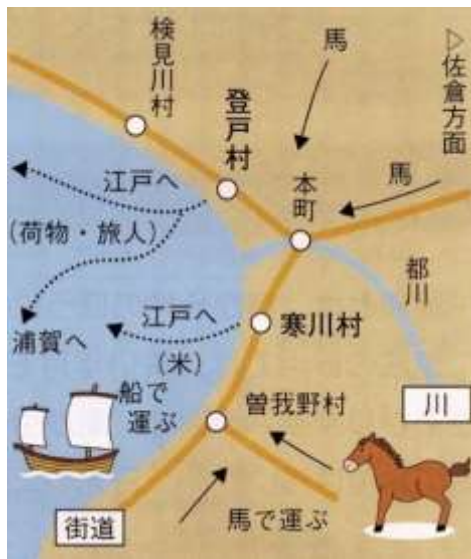 検見川村
登戸村
馬
▷佐倉方面
本町
馬
江戸へ
(荷物・旅人)
都川
浦賀へ
江戸へ
(米)
寒川村
船で
運ぶ
曽我野村
川
街道
馬で運ぶ